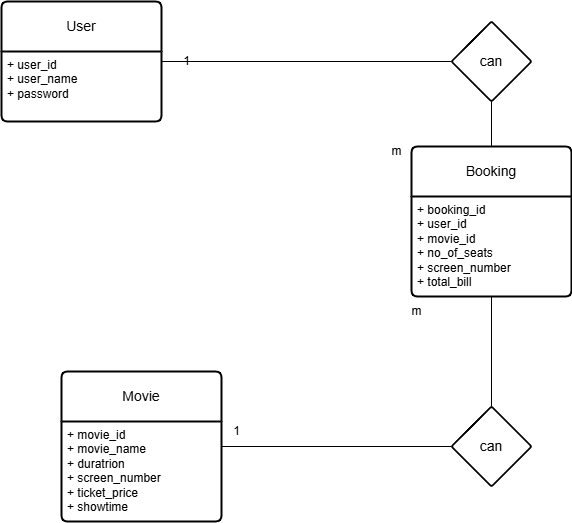 User
+ user_id
+ user_name
+ password
1
can
m
Booking
+ booking_id
+ user_id
+ movie_id
+ no_of_seats
+ screen_number
+ total_bill
m
Movie
+ movie_id
+ movie_name
+ duratrion
+ screen_number
+ ticket_price
+ showtime
1
can